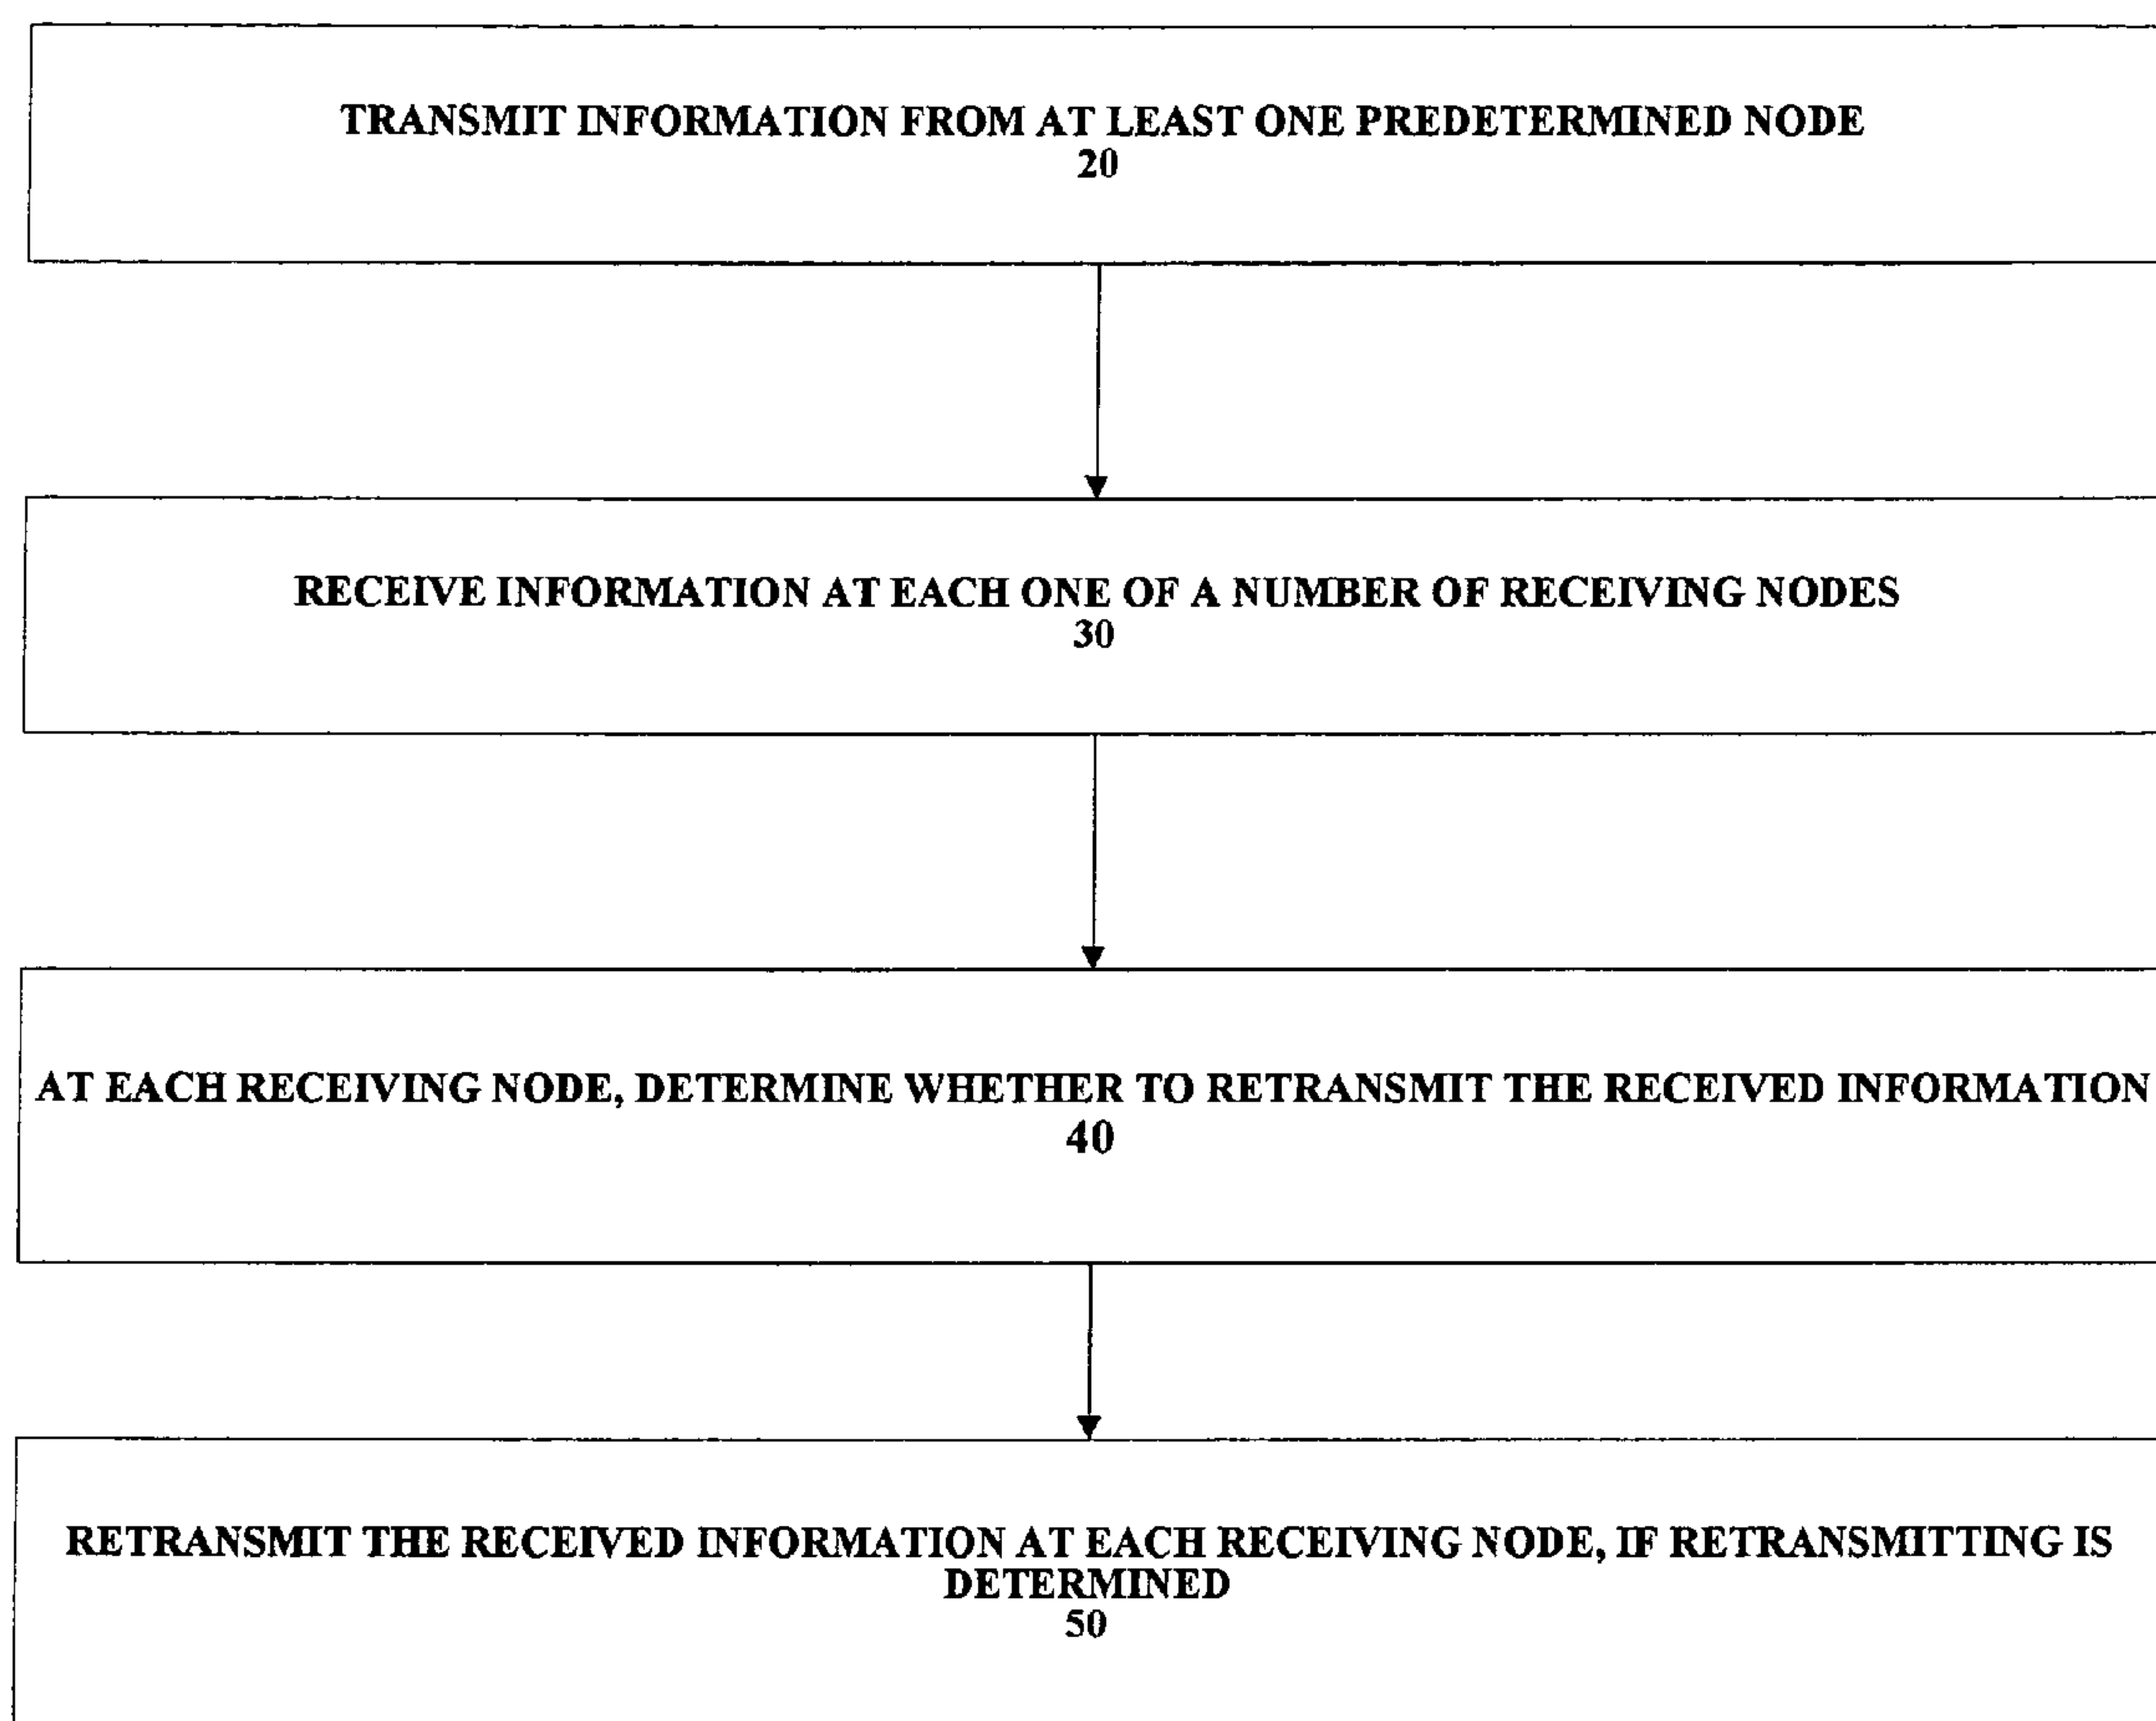 TRANSMIT INFORMATION FROM AT LEAST ONE PREDETERMINED NODE
20
RECEIVE INFORMATION AT EACH ONE OF A NUMBER OF RECEIVING NODES
30
AT EACH RECEIVING NODE, DETERMINE WHETHER TO RETRANSMIT THE RECEIVED INFORMATION
40
RETRANSMIT THE RECEIVED INFORMATION AT EACH RECEIVING NODE, IF RETRANSMITTING IS
DETERMINED
50